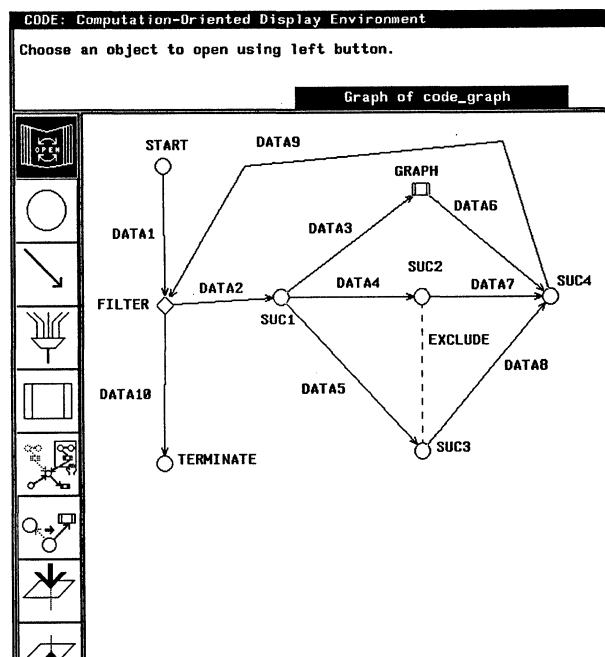 CODE: Computation-Oriented Display Environment
Choose an object to open using left button.
Graph of code_graph
OPEN
START
DATA9
GRAPH
DATA1
DATA3
DATA6
FILTER
DATA2
SUC1
DATA4
SUC2
DATA7
SUC4
EXCLUDE
DATA10
DATA5
DATA8
SUC3
TERMINATE